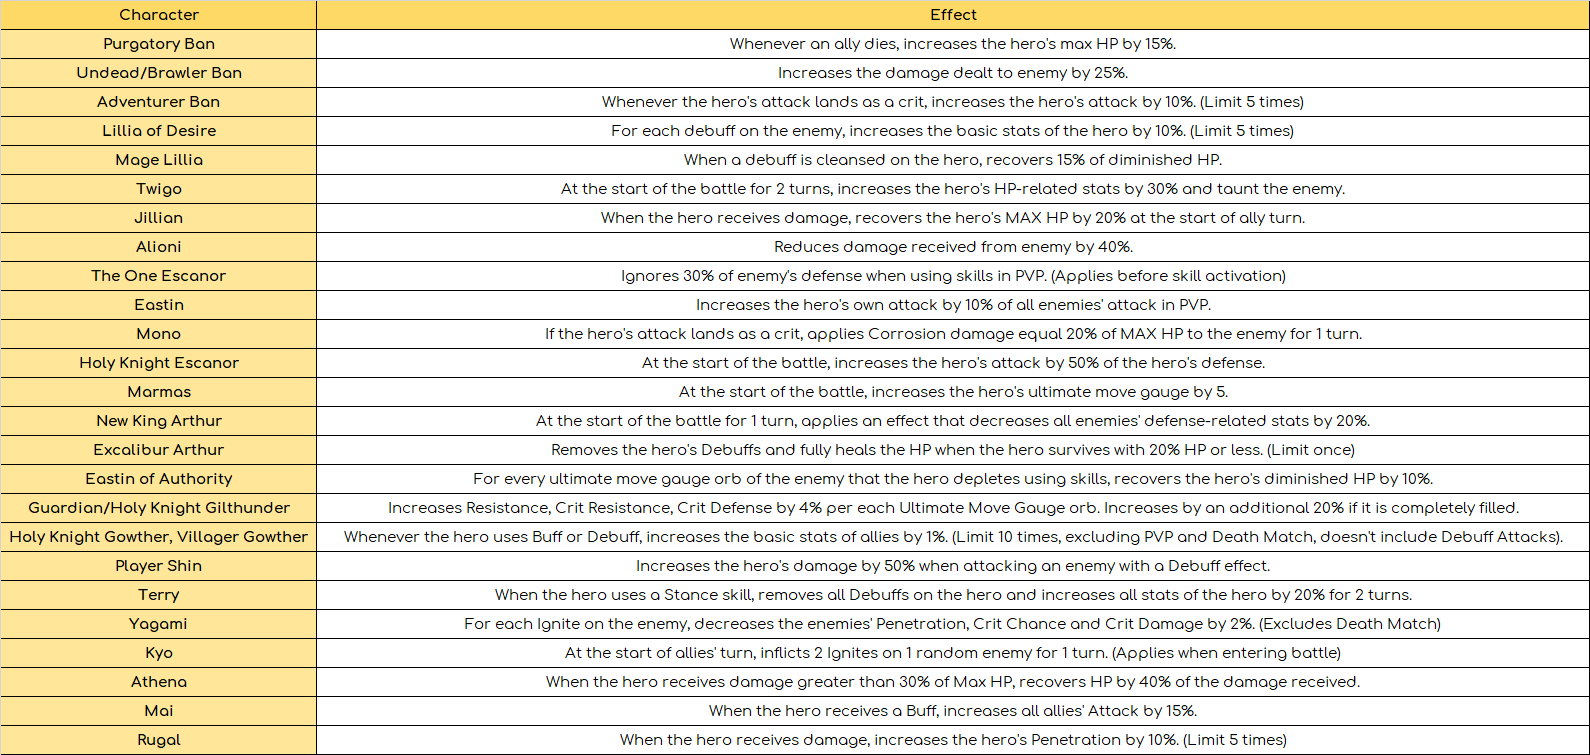 Character Effect
Purgatory Ban Whenever an ally dies, increases the hero's max HP by 15%.
Undead/Brawler Ban Increases the damage dealt to enemy by 25%.
Adventurer Ban Whenever the hero's attack lands as a crit, increases the hero's attack by 10%. (Limit 5 times)
Lillia of Desire For each debuff on the enemy, increases the basic stats of the hero by 10%. (Limit 5 times)
Mage Lillia When a debuff is cleansed on the hero, recovers 15% of diminished HP.
Twigo At the start of the battle for 2 turns, increases the hero's HP-related stats by 30% and taunt the enemy.
Jillian When the hero receives damage, recovers the hero's MAX HP by 20% at the start of ally turn.
Alioni Reduces damage received from enemy by 40%.
The One Escanor Ignores 30% of enemy's defense when using skills in PVP. (Applies before skill activation)
Eastin Increases the hero's own attack by 10% of all enemies' attack in PVP.
Mono If the hero's attack lands as a crit, applies Corrosion damage equal 20% of MAX HP to the enemy for 1 turn.
Holy Knight Escanor At the start of the battle, increases the hero's attack by 50% of the hero's defense.
Marmas At the start of the battle, increases the hero's ultimate move gauge by 5.
New King Arthur At the start of the battle for 1 turn, applies an effect that decreases all enemies' defense-related stats by 20%.
Excalibur Arthur Removes the hero's Debuffs and fully heals the HP when the hero survives with 20% HP or less. (Limit once)
Eastin of Authority For every ultimate move gauge orb of the enemy that the hero depletes using skills, recovers the hero's diminished HP by 10%.
Guardian/Holy Knight Gilthunder Increases Resistance, Crit Resistance, Crit Defense by 4% per each Ultimate Move Gauge orb. Increases by an additional 20% if it is completely filled.
Holy Knight Gowther, Villager Gowther Whenever the hero uses Buff or Debuff, increases the basic stats of allies by 1%. (Limit 10 times, excluding PVP and Death Match, doesn't include Debuff Attacks).
Player Shin Increases the hero's damage by 50% when attacking an enemy with a Debuff effect.
Terry When the hero uses a Stance skill, removes all Debuffs on the hero and increases all stats of the hero by 20% for 2 turns.
Yagami For each Ignite on the enemy, decreases the enemies' Penetration, Crit Chance and Crit Damage by 2%. (Excludes Death Match)
Kyo At the start of allies' turn, inflicts 2 Ignites on 1 random enemy for 1 turn. (Applies when entering battle)
Athena When the hero receives damage greater than 30% of Max HP, recovers HP by 40% of the damage received.
Mai When the hero receives a Buff, increases all allies' Attack by 15%.
Rugal When the hero receives damage, increases the hero's Penetration by 10%. (Limit 5 times)